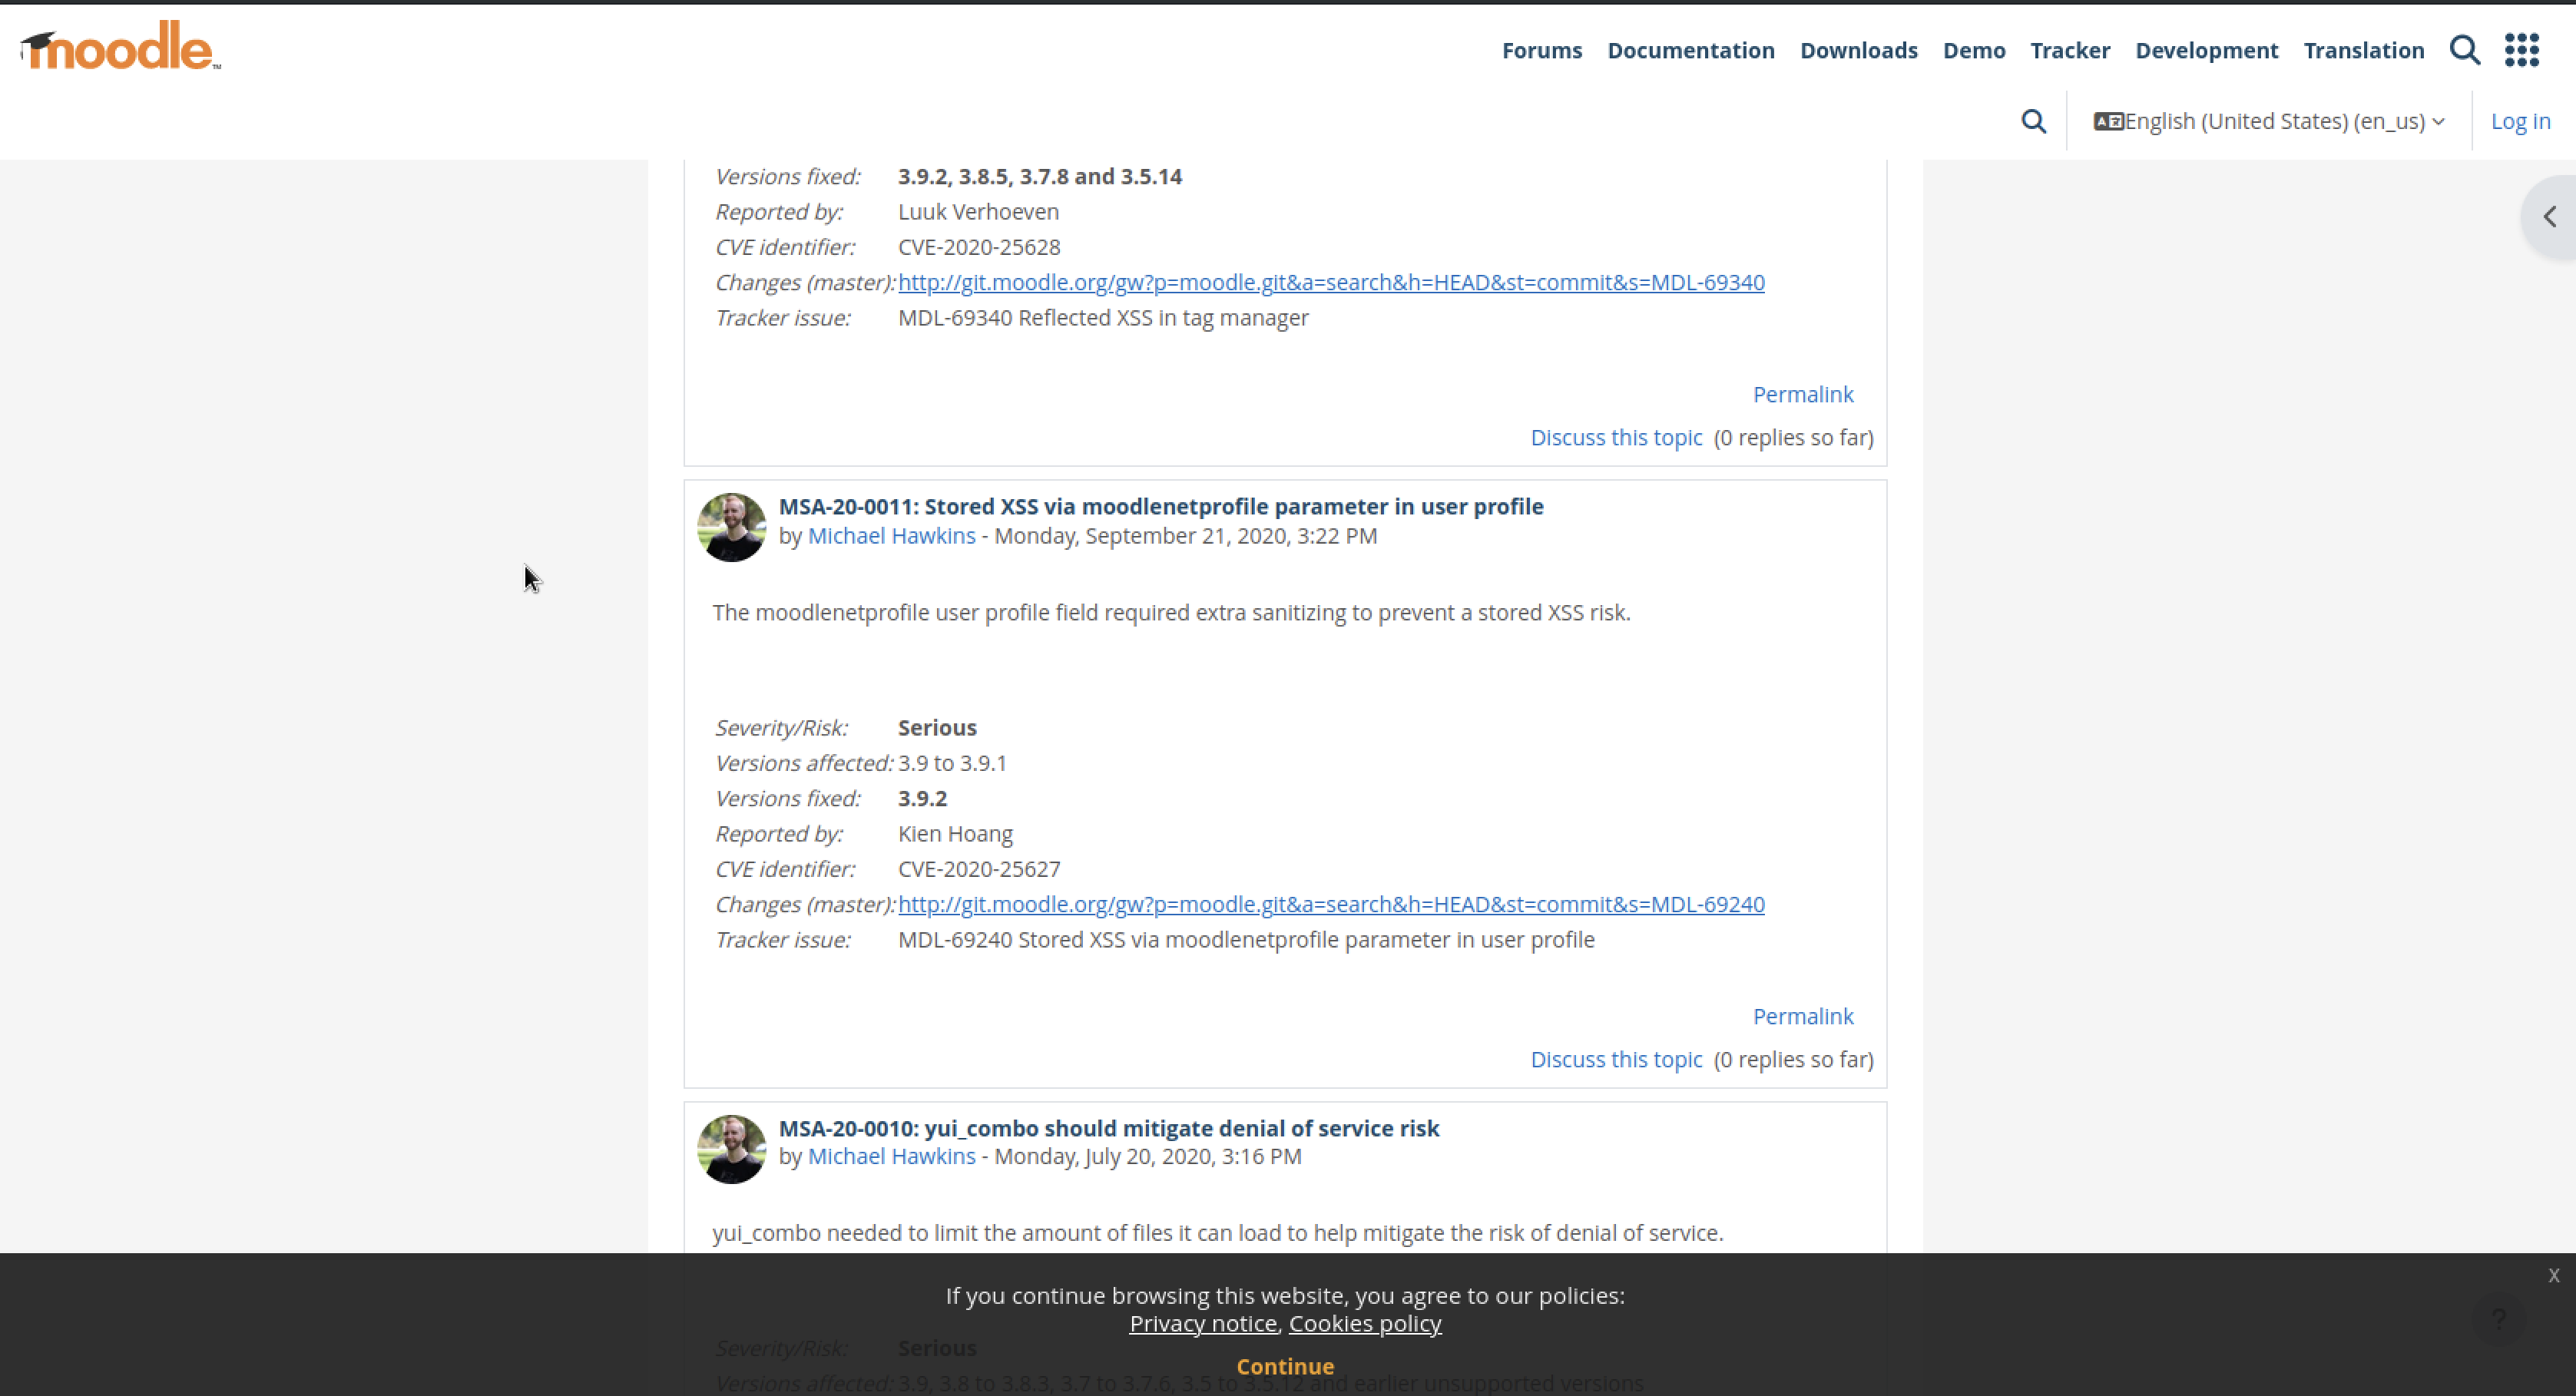 moodle™
Forums Documentation Downloads Demo Tracker Development Translation
English (United States) (en_us) Log in
Versions fixed: 3.9.2, 3.8.5, 3.7.8 and 3.5.14
Reported by: Luuk Verhoeven
CVE identifier: CVE-2020-25628
Changes (master): http://git.moodle.org/gw?p=moodle.git&a=search&h=HEAD&st=commit&s=MDL-69340
Tracker issue: MDL-69340 Reflected XSS in tag manager
Permalink
Discuss this topic (0 replies so far)
MSA-20-0011: Stored XSS via moodlenetprofile parameter in user profile
by Michael Hawkins - Monday, September 21, 2020, 3:22 PM
The moodlenetprofile user profile field required extra sanitizing to prevent a stored XSS risk.
Severity/Risk: Serious
Versions affected: 3.9 to 3.9.1
Versions fixed: 3.9.2
Reported by: Kien Hoang
CVE identifier: CVE-2020-25627
Changes (master): http://git.moodle.org/gw?p=moodle.git&a=search&h=HEAD&st=commit&s=MDL-69240
Tracker issue: MDL-69240 Stored XSS via moodlenetprofile parameter in user profile
Permalink
Discuss this topic (0 replies so far)
MSA-20-0010: yui_combo should mitigate denial of service risk
by Michael Hawkins - Monday, July 20, 2020, 3:16 PM
yui_combo needed to limit the amount of files it can load to help mitigate the risk of denial of service.
x
If you continue browsing this website, you agree to our policies:
Privacy notice, Cookies policy
?
Severity/Risk: Serious
Continue
Versions affected: 3.9, 3.8 to 3.8.3, 3.7 to 3.7.6, 3.5 to 3.5.12 and earlier unsupported versions